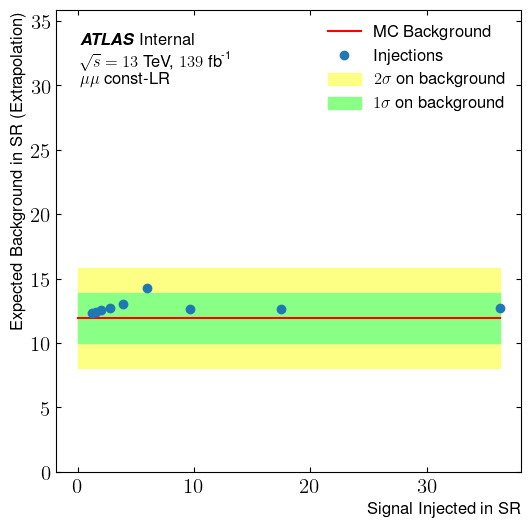 ATLAS Internal
√s = 13 TeV, 139 fb⁻¹
μμ const-LR
MC Background
Injections
2σ on background
1σ on background
Expected Background in SR (Extrapolation)
35
30
25
20
15
10
5
0
0 10 20 30
Signal Injected in SR